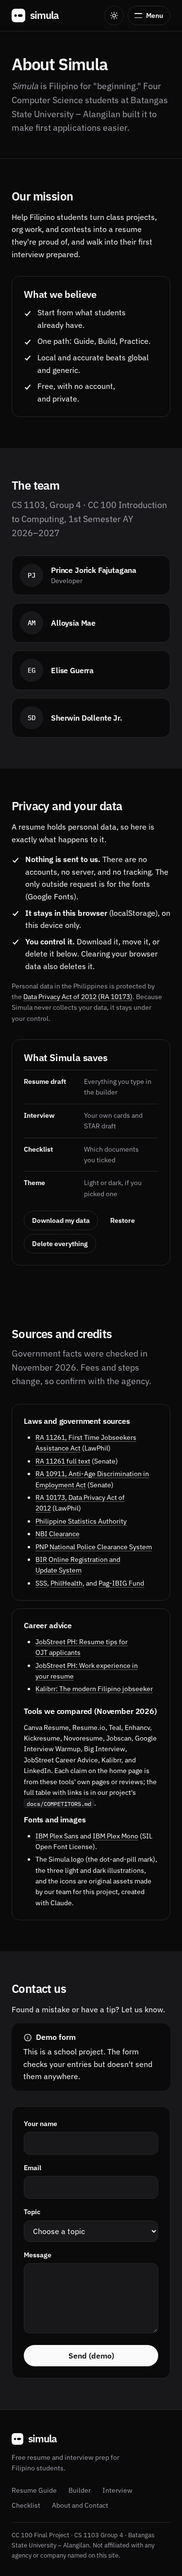 simula
Menu
About Simula
Simula is Filipino for "beginning." Four
Computer Science students at Batangas
State University – Alangilan built it to
make first applications easier.
Our mission
Help Filipino students turn class projects,
org work, and contests into a resume
they're proud of, and walk into their first
interview prepared.
What we believe
Start from what students
already have.
One path: Guide, Build, Practice.
Local and accurate beats global
and generic.
Free, with no account,
and private.
The team
CS 1103, Group 4 · CC 100 Introduction
to Computing, 1st Semester AY
2026–2027
PJ
Prince Jorick Fajutagana
Developer
AM
Alloysia Mae
EG
Elise Guerra
SD
Sherwin Dollente Jr.
Privacy and your data
A resume holds personal data, so here is
exactly what happens to it.
Nothing is sent to us. There are no
accounts, no server, and no tracking. The
only outside request is for the fonts
(Google Fonts).
It stays in this browser (localStorage), on
this device only.
You control it. Download it, move it, or
delete it below. Clearing your browser
data also deletes it.
Personal data in the Philippines is protected by
the Data Privacy Act of 2012 (RA 10173). Because
Simula never collects your data, it stays under
your control.
What Simula saves
Resume draft
Everything you type in
the builder
Interview
Your own cards and
STAR draft
Checklist
Which documents
you ticked
Theme
Light or dark, if you
picked one
Download my data
Restore
Delete everything
Sources and credits
Government facts were checked in
November 2026. Fees and steps
change, so confirm with the agency.
Laws and government sources
RA 11261, First Time Jobseekers
Assistance Act (LawPhil)
RA 11261 full text (Senate)
RA 10911, Anti-Age Discrimination in
Employment Act (Senate)
RA 10173, Data Privacy Act of
2012 (LawPhil)
Philippine Statistics Authority
NBI Clearance
PNP National Police Clearance System
BIR Online Registration and
Update System
SSS, PhilHealth, and Pag-IBIG Fund
Career advice
JobStreet PH: Resume tips for
OJT applicants
JobStreet PH: Work experience in
your resume
Kalibrr: The modern Filipino jobseeker
Tools we compared (November 2026)
Canva Resume, Resume.io, Teal, Enhancv,
Kickresume, Novoresume, Jobscan, Google
Interview Warmup, Big Interview,
JobStreet Career Advice, Kalibrr, and
LinkedIn. Each claim on the home page is
from these tools' own pages or reviews; the
full table with links is in our project's
docs/COMPETITORS.md.
Fonts and images
IBM Plex Sans and IBM Plex Mono (SIL
Open Font License).
The Simula logo (the dot-and-pill mark),
the three light and dark illustrations,
and the icons are original assets made
by our team for this project, created
with Claude.
Contact us
Found a mistake or have a tip? Let us know.
Demo form
This is a school project. The form
checks your entries but doesn't send
them anywhere.
Your name
Email
Topic
Choose a topic
Message
Send (demo)
simula
Free resume and interview prep for
Filipino students.
Resume Guide
Builder
Interview
Checklist
About and Contact
CC 100 Final Project · CS 1103 Group 4 · Batangas
State University – Alangilan. Not affiliated with any
agency or company named on this site.